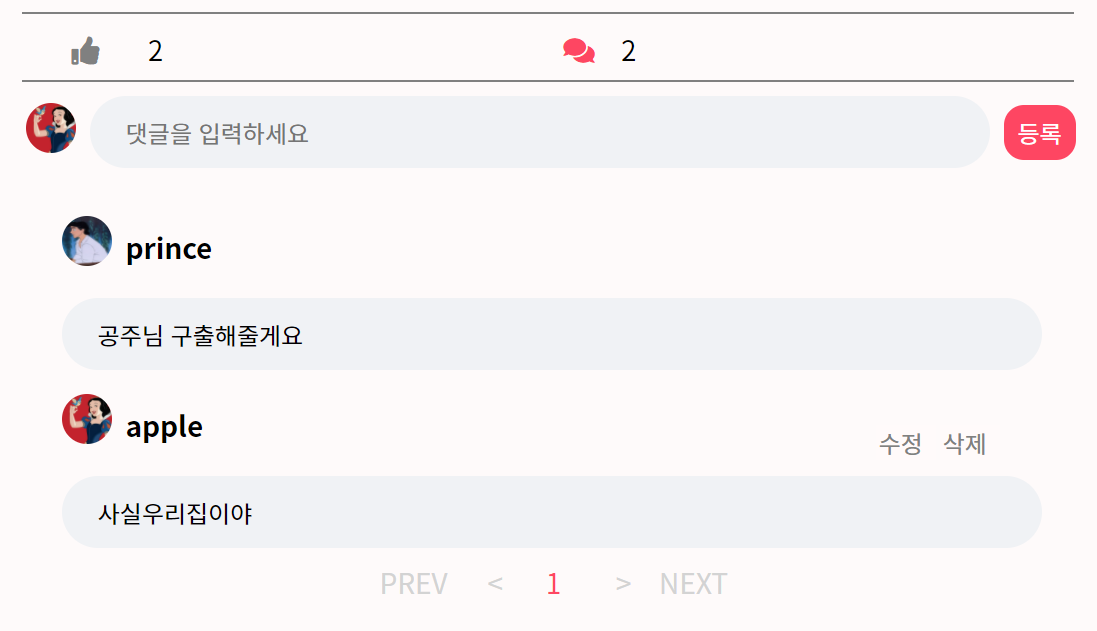 2 2
댓글을 입력하세요 등록
prince
공주님 구출해줄게요
apple
수정 삭제
사실우리집이야
PREV < 1 > NEXT